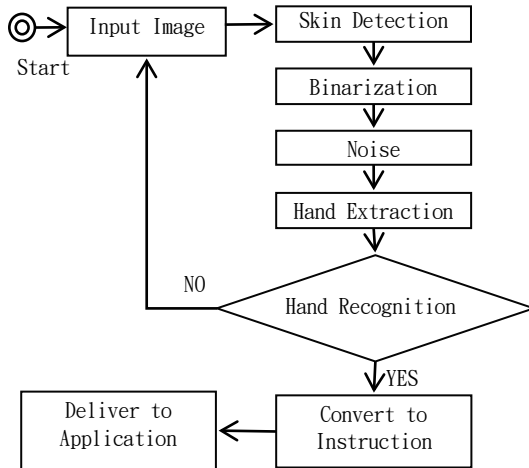 Input Image
Start
Skin Detection
Binarization
Noise
Hand Extraction
Hand Recognition
NO
YES
Convert to
Instruction
Deliver to
Application